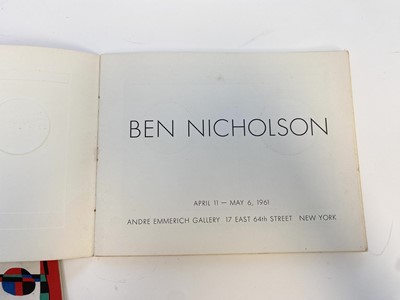 BEN NICHOLSON
APRIL 11 — MAY 6, 1961
ANDRE EMMERICH GALLERY 17 EAST 64th STREET NEW YORK